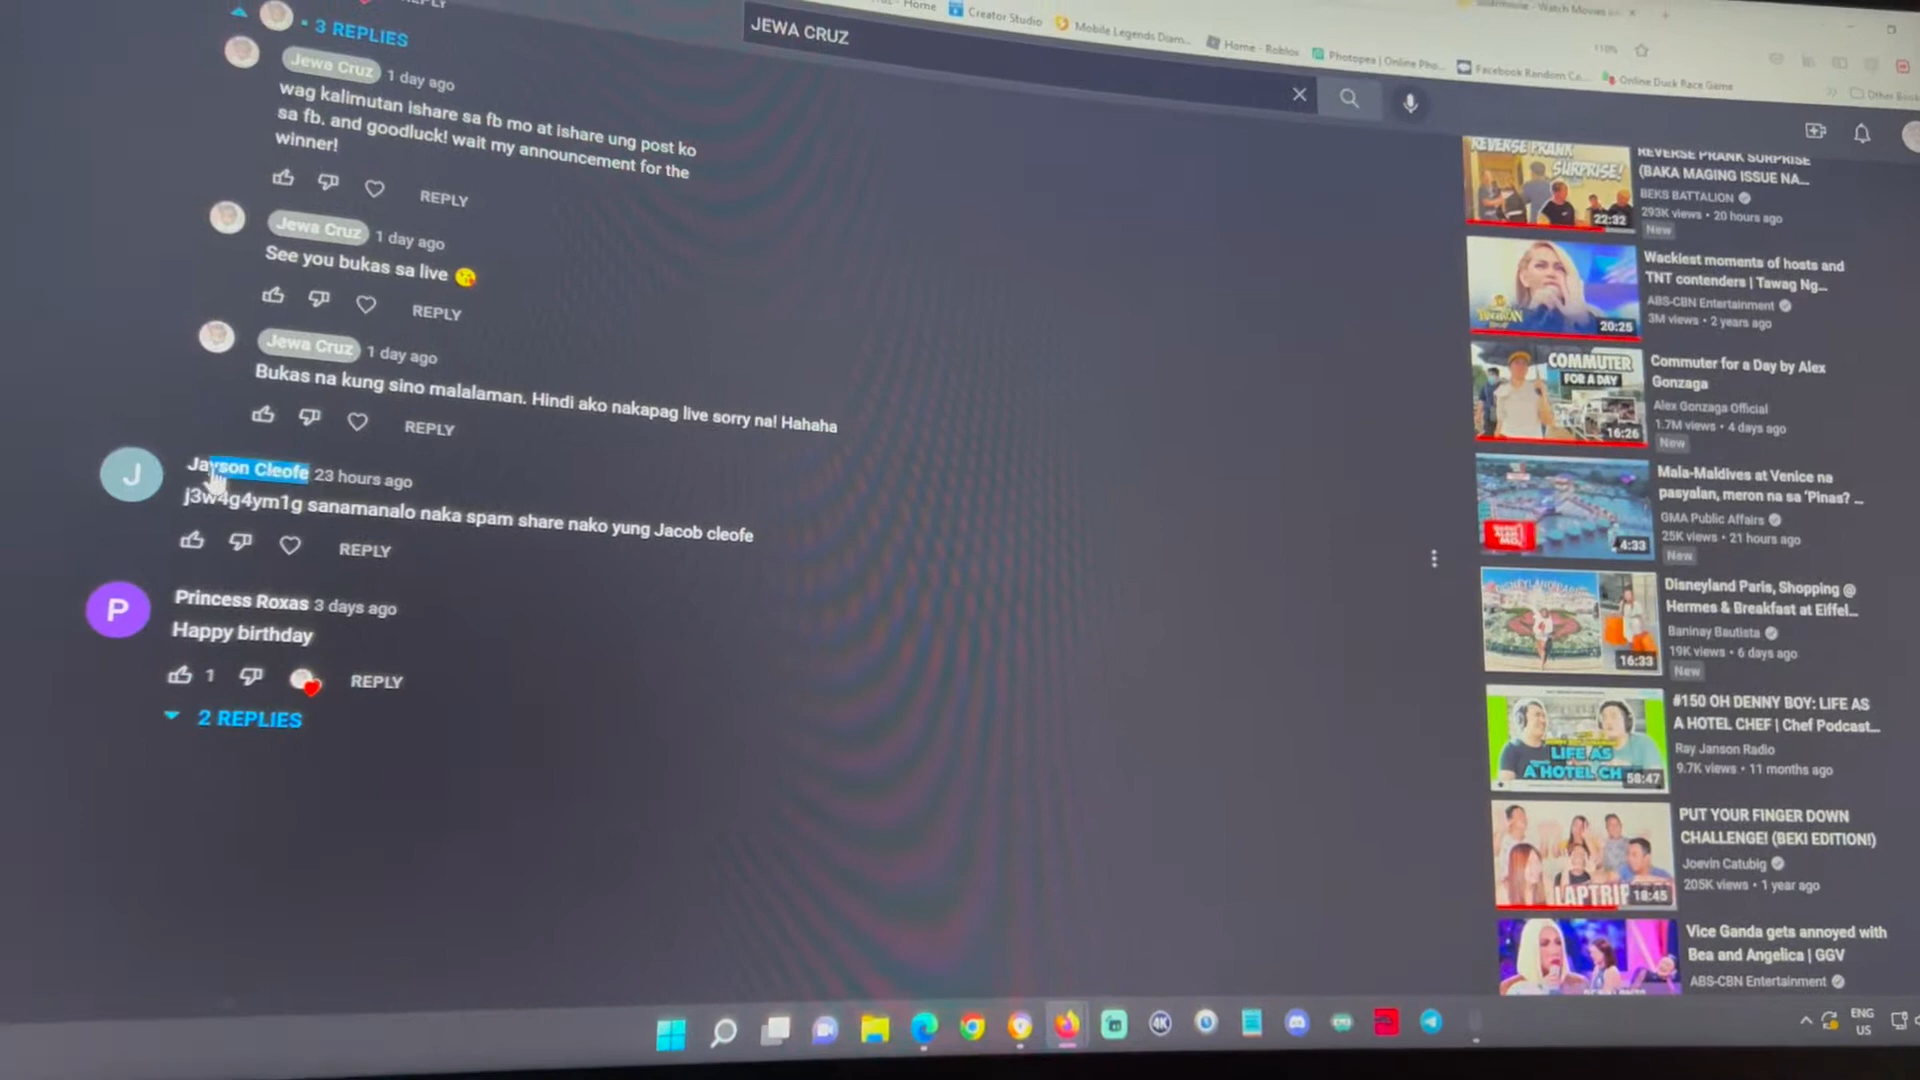 Home
Creator Studio
Mobile Legends Diam...
Home - Roblox
Photopea | Online Pho...
Facebook Random Co...
Online Duck Race Game
Other Book
Watch Movies
110%
JEWA CRUZ
3 REPLIES
Jewa Cruz 1 day ago
wag kalimutan ishare sa fb mo at ishare ung post ko
sa fb. and goodluck! wait my announcement for the
winner!
REPLY
Jewa Cruz 1 day ago
See you bukas sa live
REPLY
Jewa Cruz 1 day ago
Bukas na kung sino malalaman. Hindi ako nakapag live sorry na! Hahaha
REPLY
J
Jayson Cleofe 23 hours ago
j3w4g4ym1g sanamanalo naka spam share nako yung Jacob cleofe
REPLY
P
Princess Roxas 3 days ago
Happy birthday
1 REPLY
2 REPLIES
REVERSE PRANK
SURPRISE!
22:32
REVERSE PRANK SURPRISE
(BAKA MAGING ISSUE NA...
BEKS BATTALION
293K views • 20 hours ago
New
20:25
Wackiest moments of hosts and
TNT contenders | Tawag Ng...
ABS-CBN Entertainment
3M views • 2 years ago
COMMUTER
FOR A DAY
16:26
Commuter for a Day by Alex
Gonzaga
Alex Gonzaga Official
1.7M views • 4 days ago
New
4:33
Mala-Maldives at Venice na
pasyalan, meron na sa 'Pinas? ...
GMA Public Affairs
25K views • 21 hours ago
New
16:33
Disneyland Paris, Shopping @
Hermes & Breakfast at Eiffel...
Baninay Bautista
19K views • 6 days ago
New
LIFE AS
A HOTEL CH
58:47
#150 OH DENNY BOY: LIFE AS
A HOTEL CHEF | Chef Podcast...
Ray Janson Radio
9.7K views • 11 months ago
LAPTRIP
18:45
PUT YOUR FINGER DOWN
CHALLENGE! (BEKI EDITION!)
Joevin Catubig
205K views • 1 year ago
Vice Ganda gets annoyed with
Bea and Angelica | GGV
ABS-CBN Entertainment
4K
ENG
US